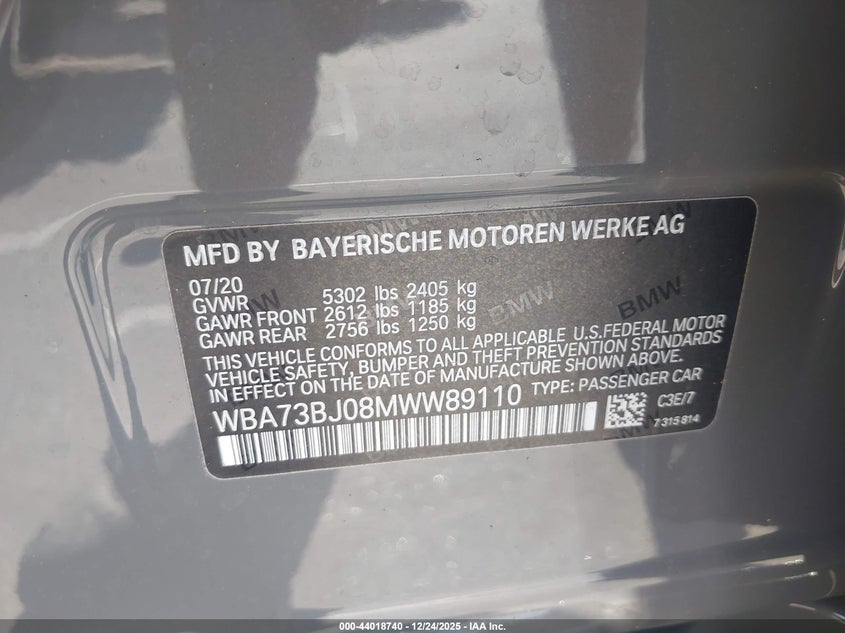 MFD BY BAYERISCHE MOTOREN WERKE AG
07/20
GVWR 5302 lbs 2405 kg
GAWR FRONT 2612 lbs 1185 kg
GAWR REAR 2756 lbs 1250 kg
THIS VEHICLE CONFORMS TO ALL APPLICABLE U.S.FEDERAL MOTOR
VEHICLE SAFETY, BUMPER AND THEFT PREVENTION STANDARDS
IN EFFECT ON THE DATE OF MANUFACTURE SHOWN ABOVE.
WBA73BJ08MWW89110 TYPE: PASSENGER CAR
C3E/7
7315814
BMW
BMW
BMW
000-44018740 - 12/24/2025 - IAA Inc.